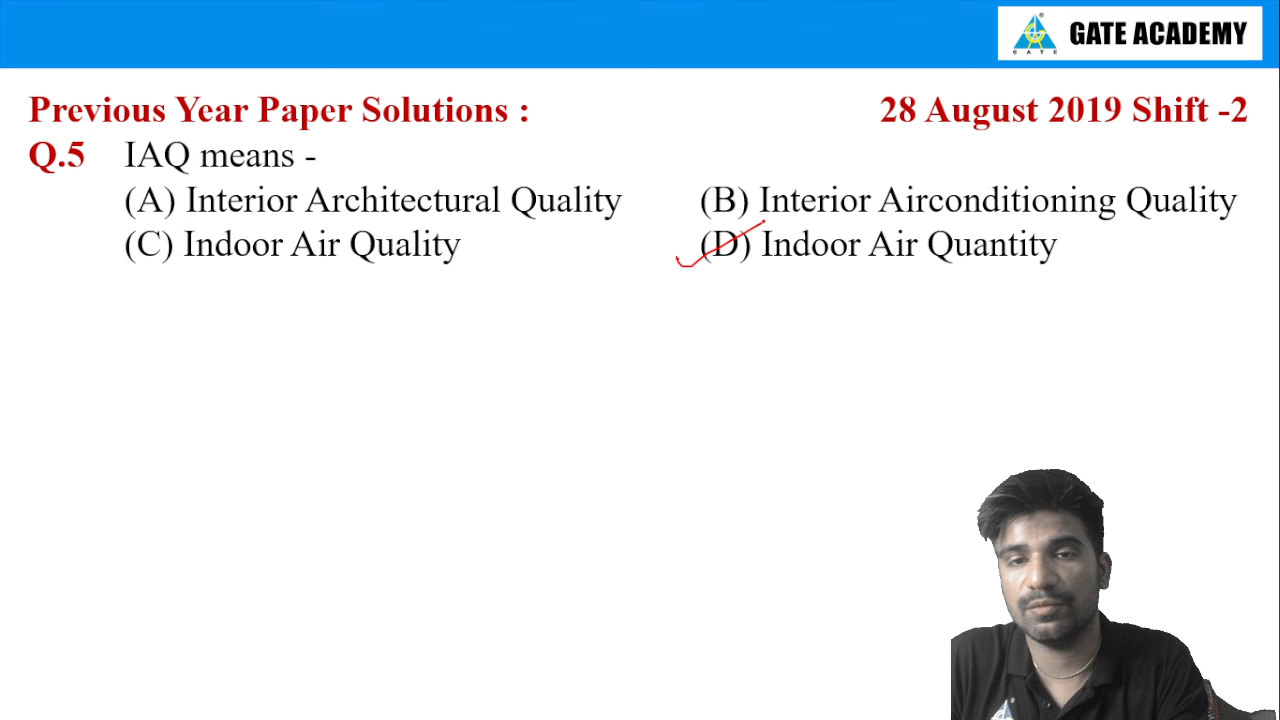 GATE ACADEMY
GATE
Previous Year Paper Solutions : 28 August 2019 Shift -2
Q.5 IAQ means -
(A) Interior Architectural Quality (B) Interior Airconditioning Quality
(C) Indoor Air Quality (D) Indoor Air Quantity